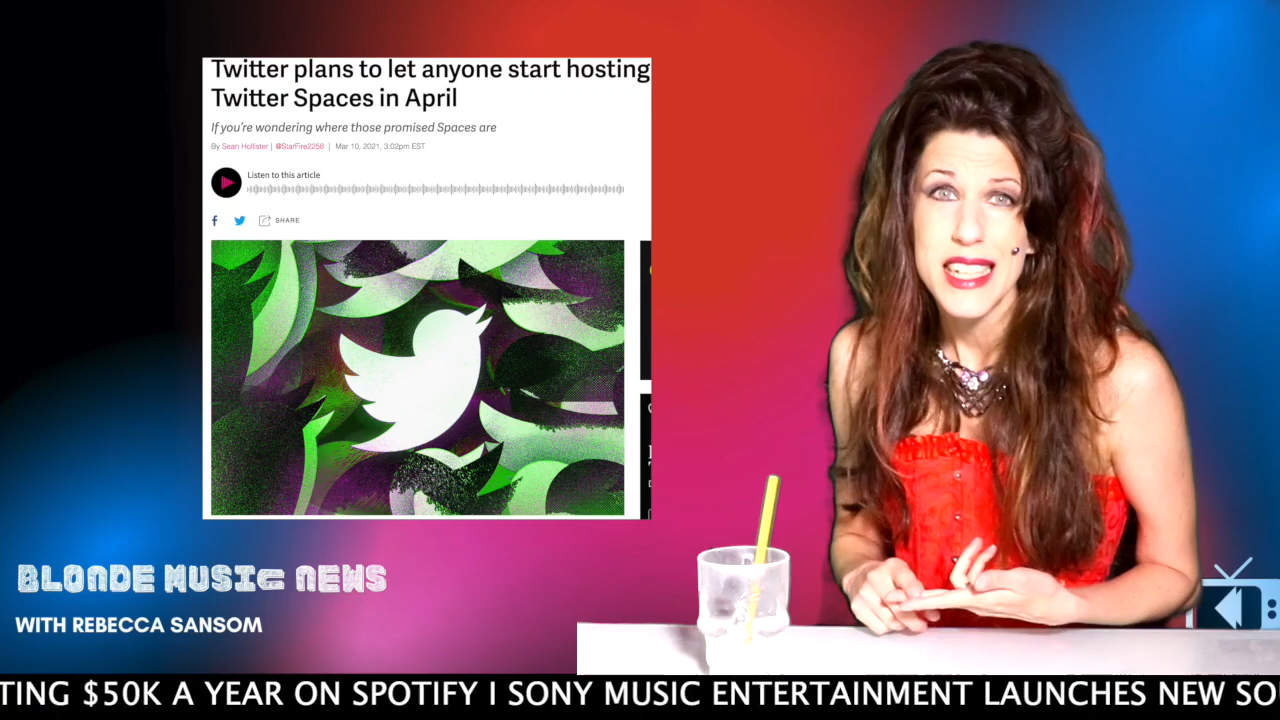 Twitter plans to let anyone start hosting
Twitter Spaces in April
If you're wondering where those promised Spaces are
By Sean Hollister | @StarFire2258 | Mar 10, 2021, 3:02pm EST
Listen to this article
SHARE
BLONDE MUSIC NEWS
WITH REBECCA SANSOM
TING $50K A YEAR ON SPOTIFY I SONY MUSIC ENTERTAINMENT LAUNCHES NEW SO